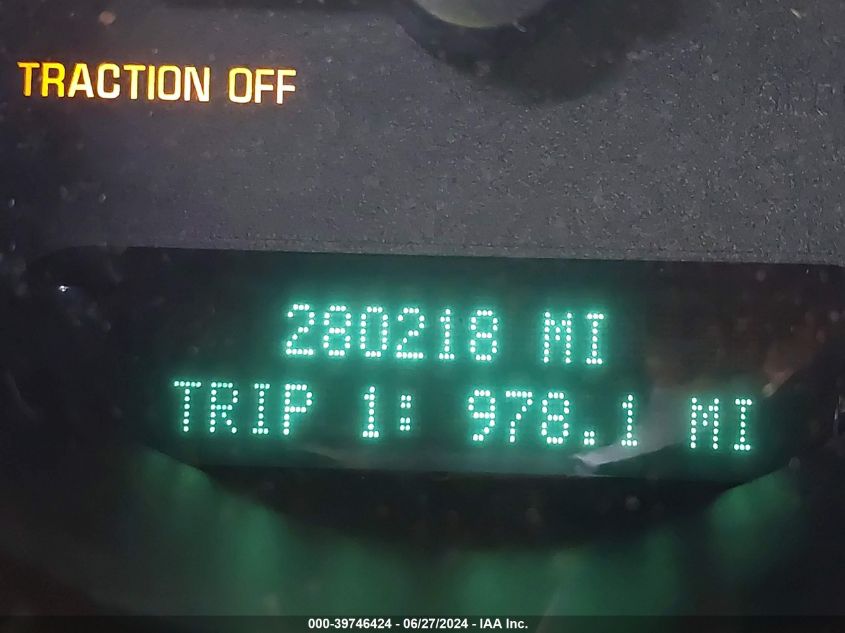 TRACTION OFF
280218 MI
TRIP 1: 978.1 MI
000-39746424 - 06/27/2024 - IAA Inc.